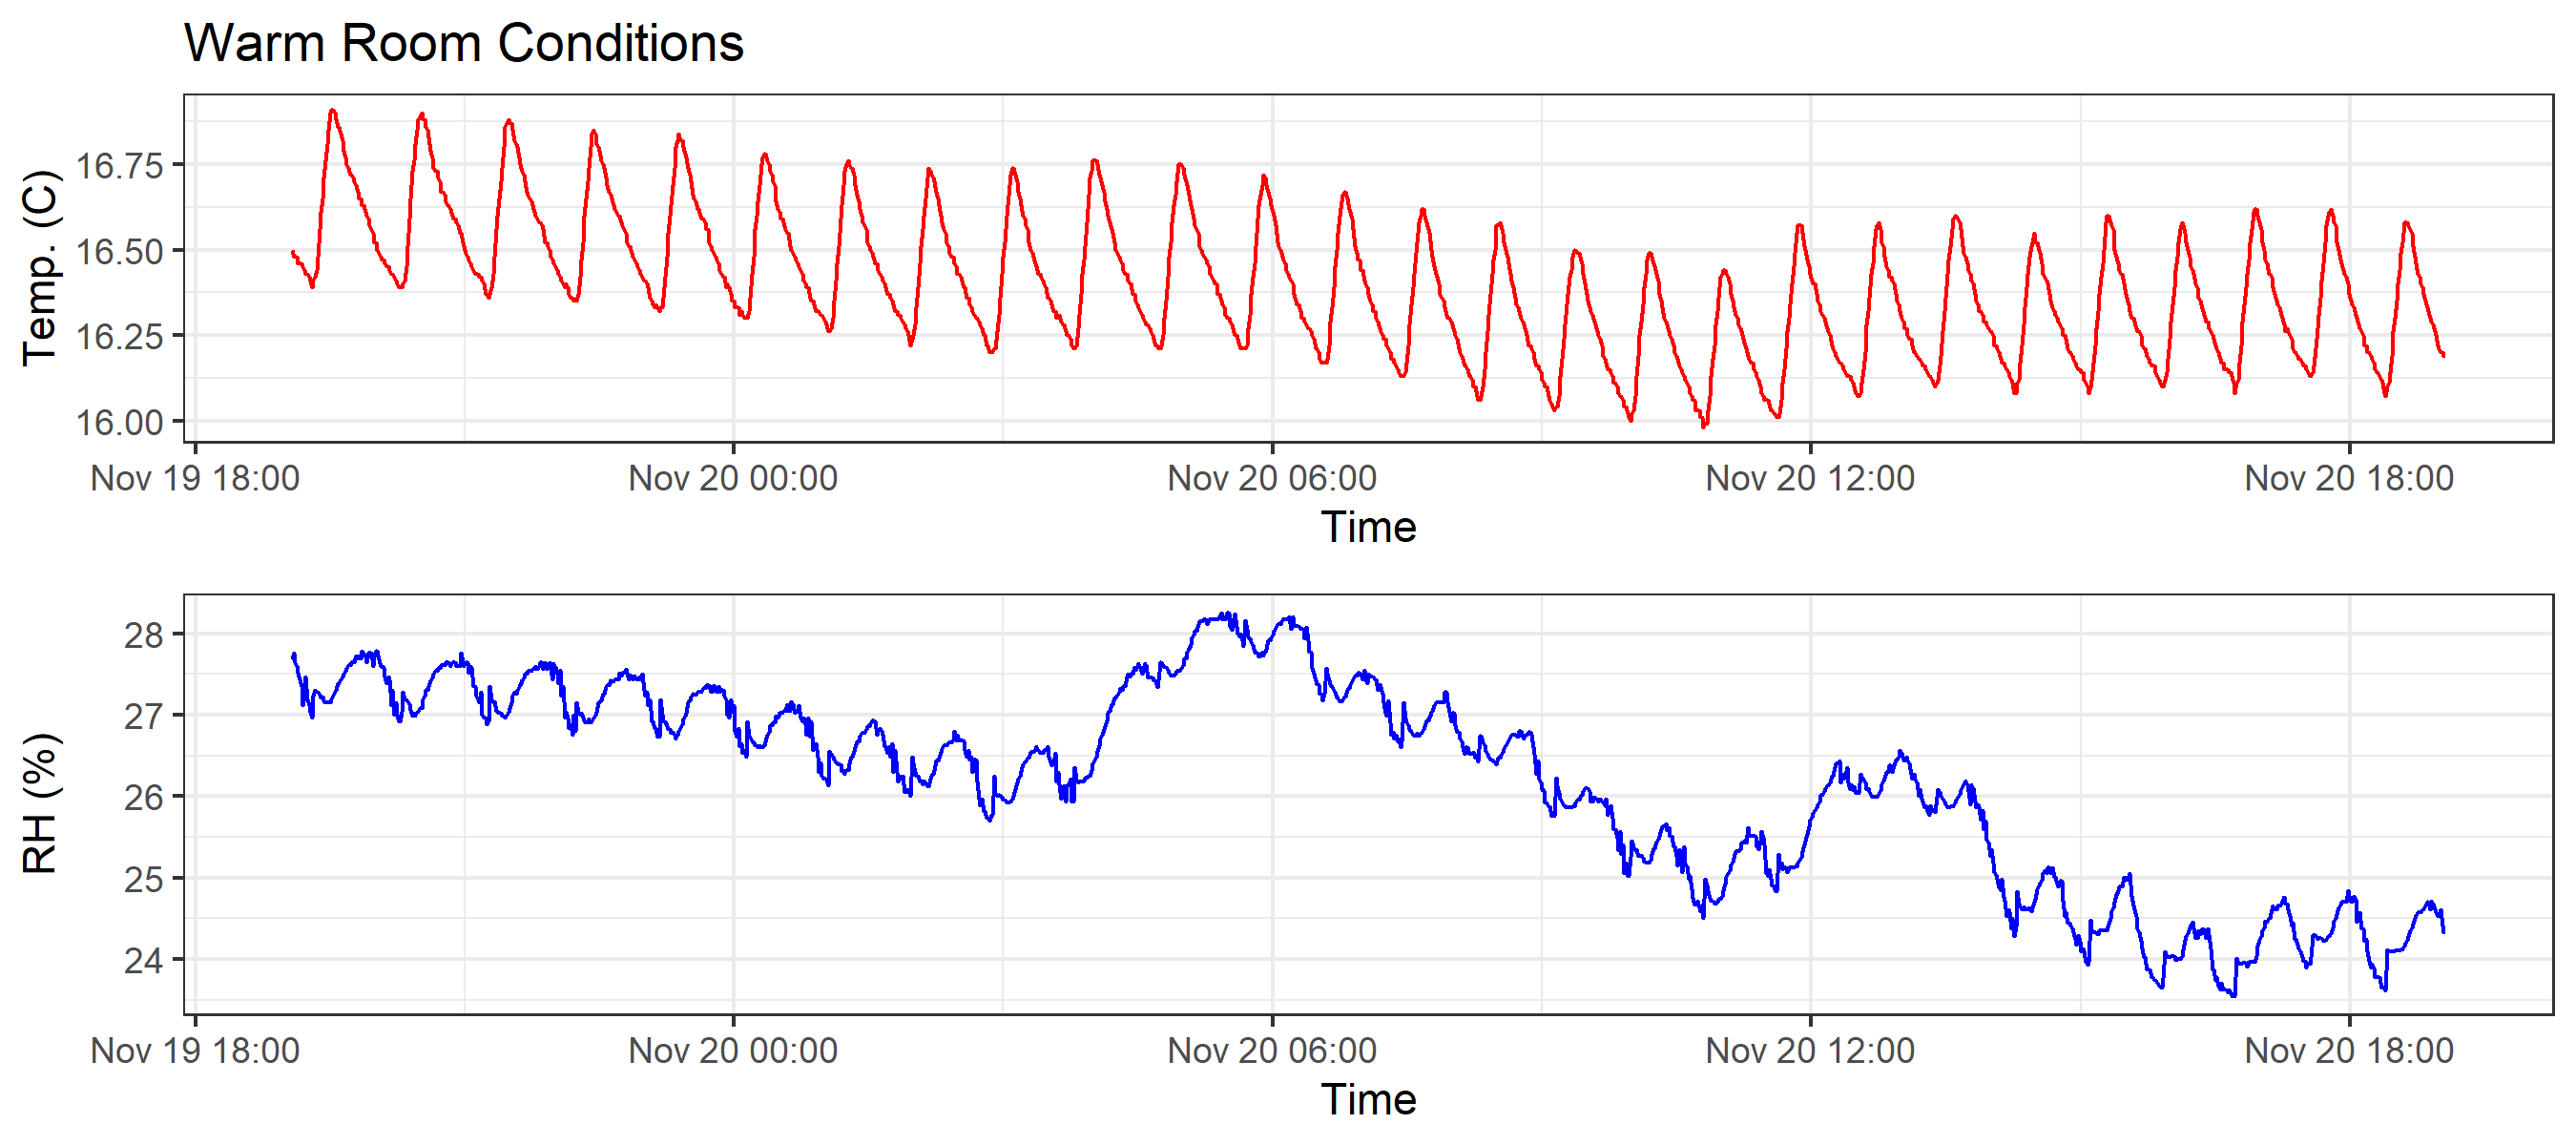 Warm Room Conditions
Temp. (C)
16.75
16.50
16.25
16.00
Nov 19 18:00 Nov 20 00:00 Nov 20 06:00 Nov 20 12:00 Nov 20 18:00
Time
RH (%)
28
27
26
25
24
Nov 19 18:00 Nov 20 00:00 Nov 20 06:00 Nov 20 12:00 Nov 20 18:00
Time